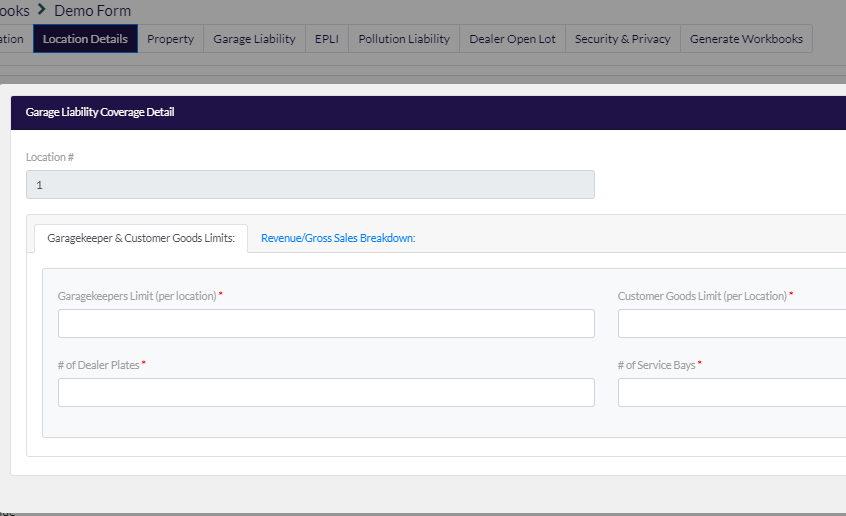 ooks > Demo Form
ation Location Details Property Garage Liability EPLI Pollution Liability Dealer Open Lot Security & Privacy Generate Workbooks
Garage Liability Coverage Detail
Location #
1
Garagekeeper & Customer Goods Limits: Revenue/Gross Sales Breakdown:
Garagekeepers Limit (per location) * Customer Goods Limit (per Location) *
# of Dealer Plates * # of Service Bays *